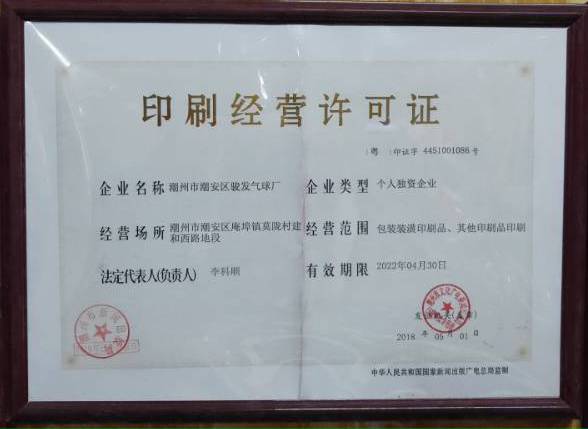 印刷经营许可证
（粤）印证字 4451001086 号
企业名称 潮州市潮安区骏发气球厂
企业类型 个人独资企业
经营场所 潮州市潮安区庵埠镇莫陇村建
和西路地段
经营范围 包装装潢印刷品、其他印刷品印刷
法定代表人(负责人) 李科顺
有效期限 2022年04月30日
2018 年 05 月 01 日
中华人民共和国国家新闻出版广电总局监制